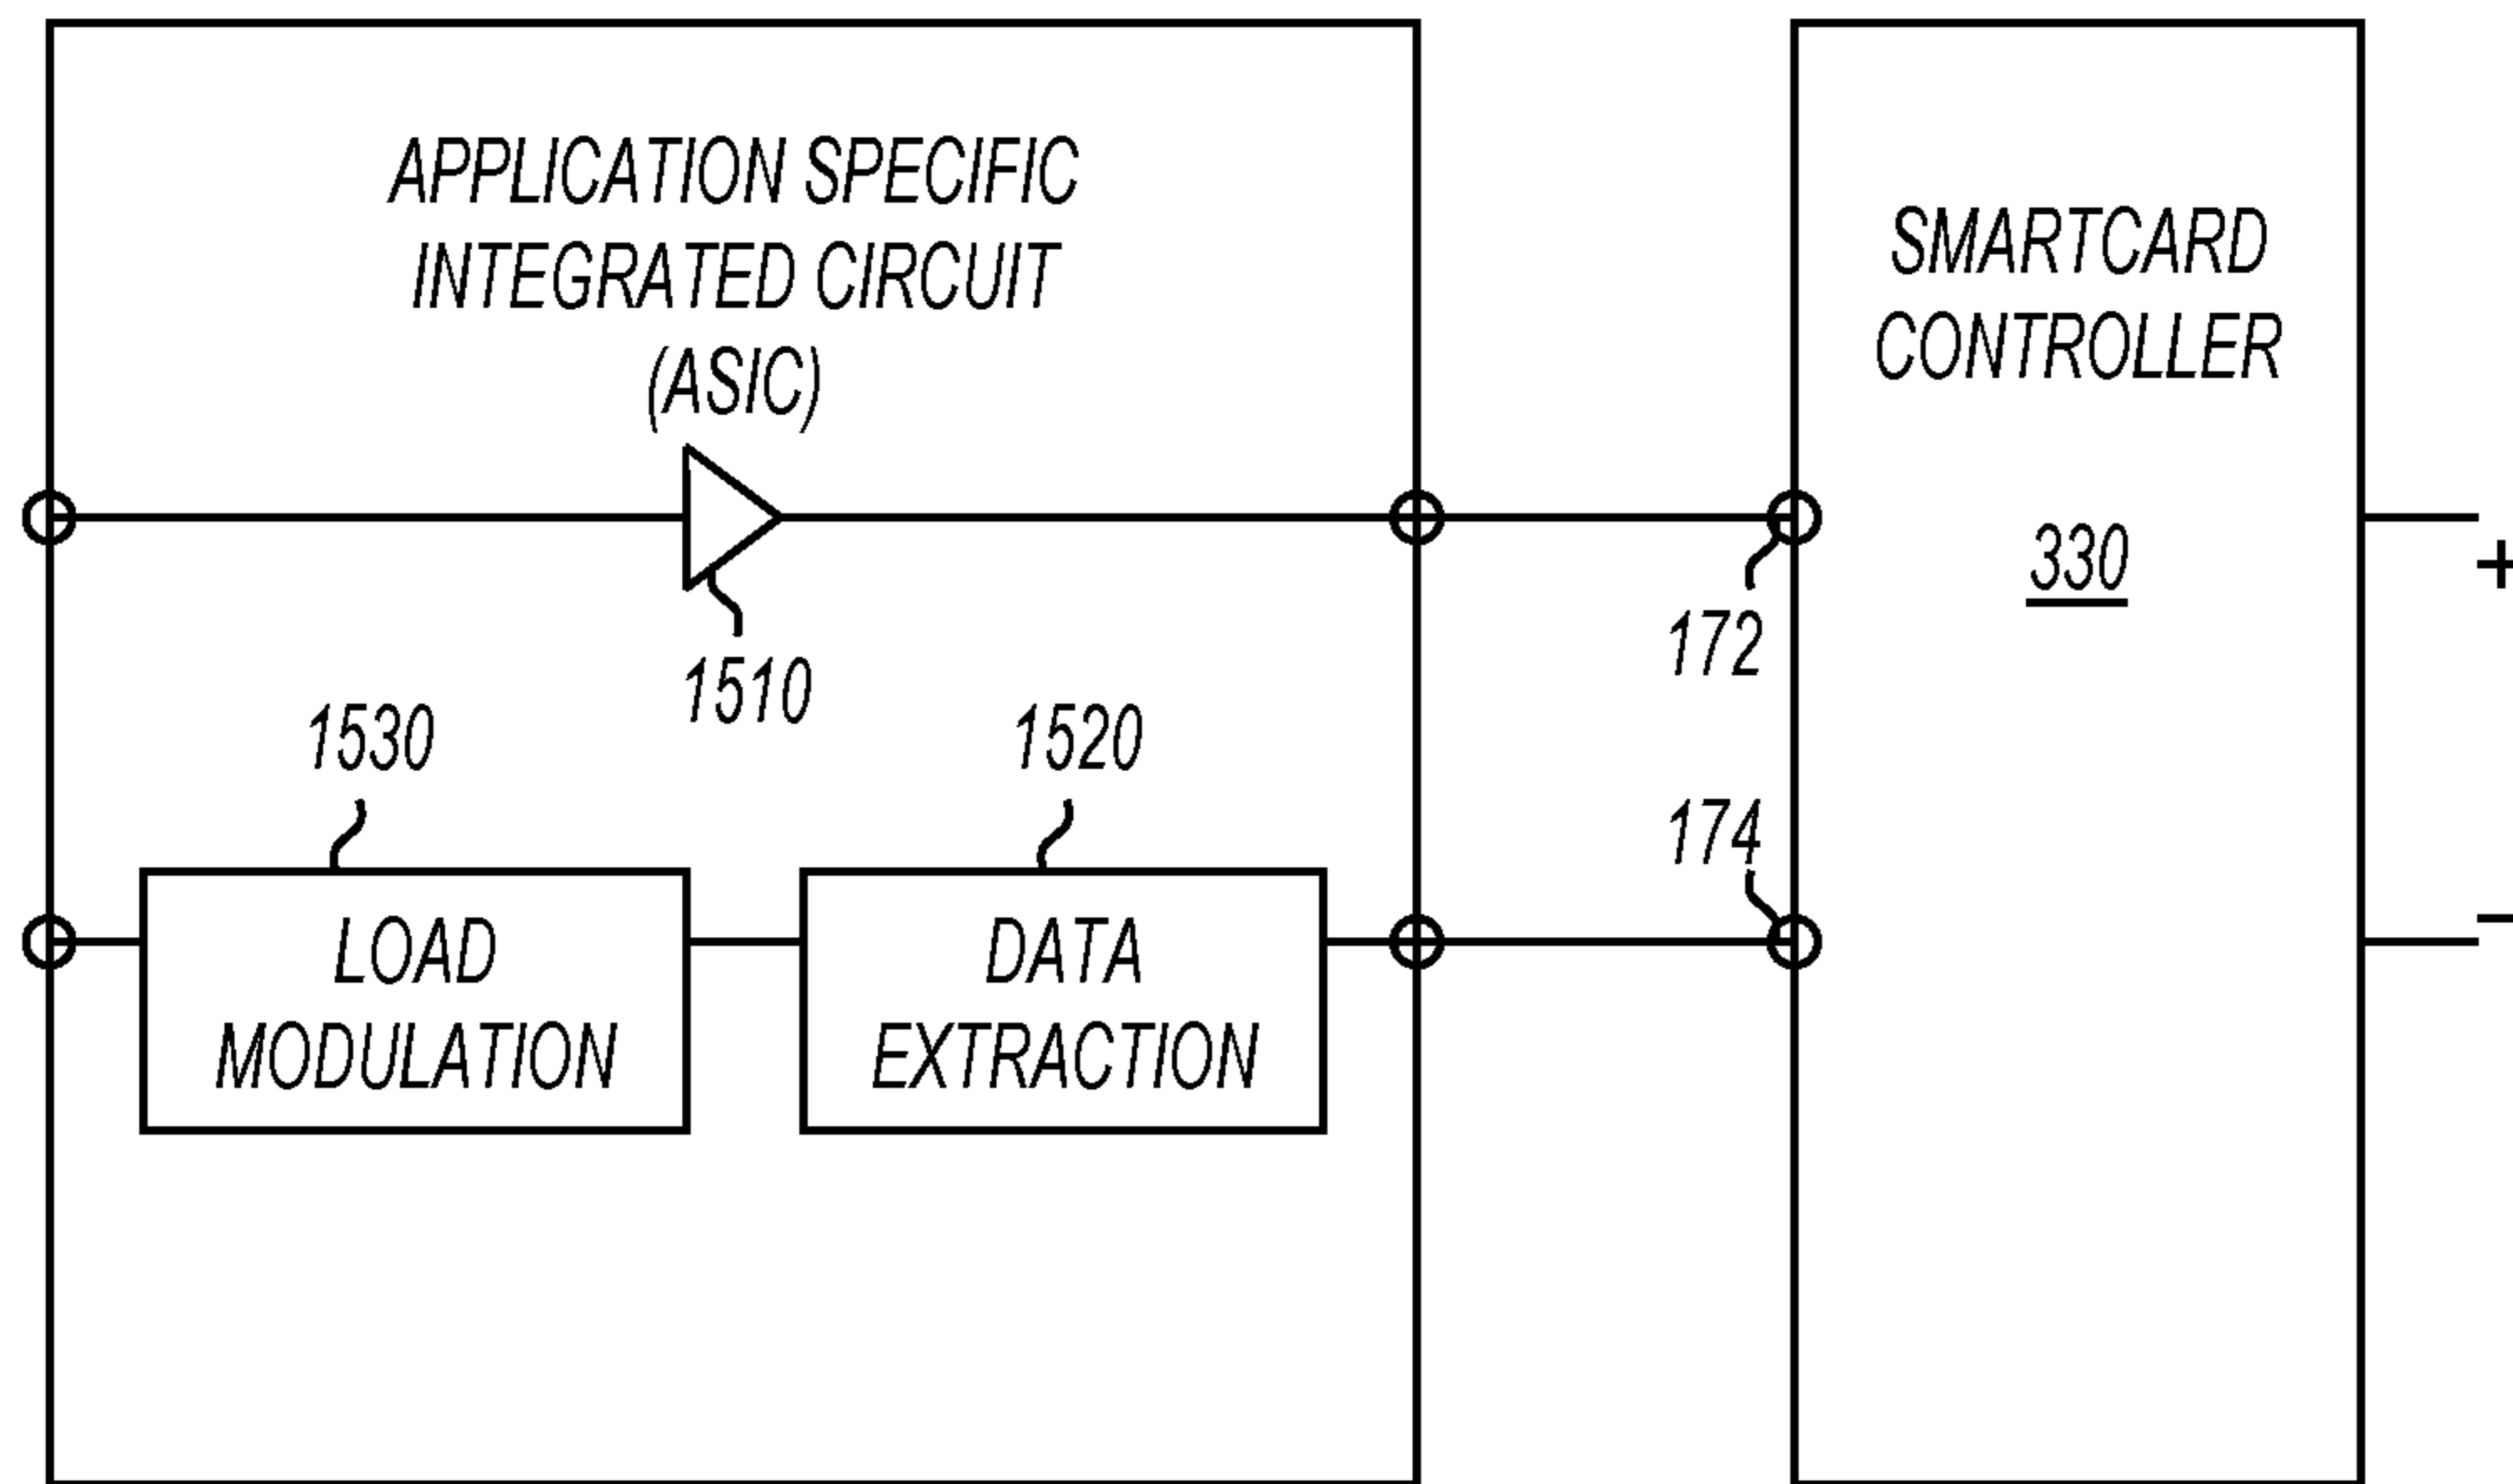 APPLICATION SPECIFIC
INTEGRATED CIRCUIT
(ASIC)
SMARTCARD
CONTROLLER
330
+
172
1510
1530
1520
174
−
LOAD
MODULATION
DATA
EXTRACTION